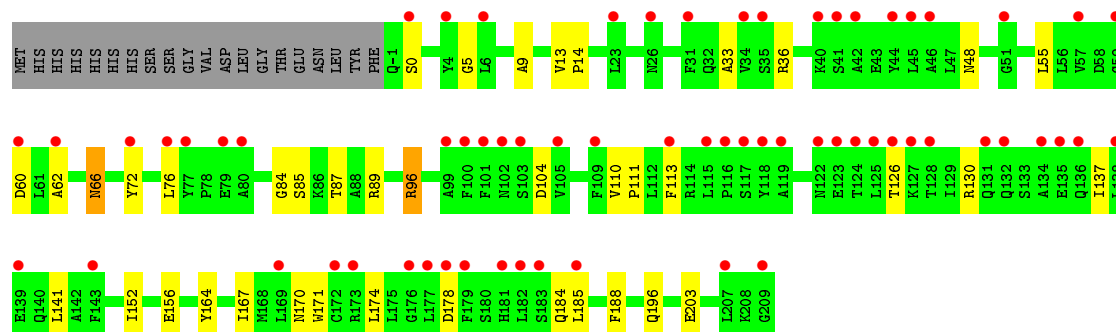 MET HIS HIS HIS HIS HIS HIS SER SER GLY VAL ASP LEU GLY THR GLU ASN LEU TYR PHE Q-1 S0 Y4 G5 L6 A9 V13 P14 L23 N26 F31 Q32 A33 V34 S35 R36 K40 S41 A42 E43 Y44 L45 A46 L47 N48 G51 L55 L56 V57 D58 G59
D60 L61 A62 N66 Y72 L76 Y77 P78 E79 A80 G84 S85 K86 T87 A88 R89 R96 A99 F100 F101 N102 S103 D104 V105 F109 V110 P111 L112 F113 R114 L115 P116 S117 Y118 A119 N122 E123 T124 L125 T126 K127 T128 I129 R130 Q131 Q132 S133 A134 E135 Q136 I137 L138
E139 Q140 L141 A142 F143 I152 E156 Y164 I167 M168 L169 N170 W171 C172 R173 L174 L175 G176 L177 D178 F179 S180 H181 L182 S183 Q184 L185 F188 Q196 E203 L207 K208 G209